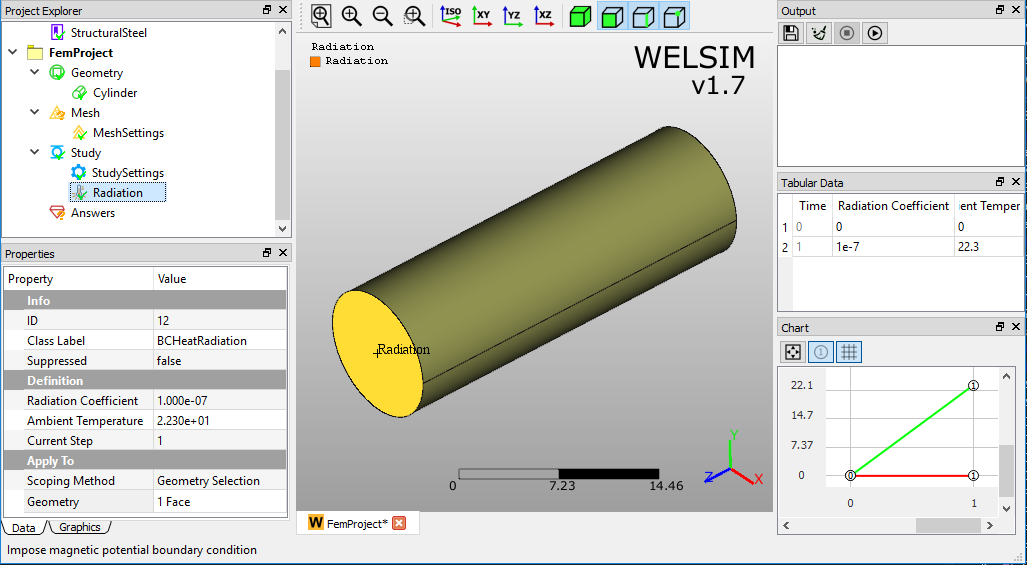 Project Explorer
StructuralSteel
FemProject
Geometry
Cylinder
Mesh
MeshSettings
Study
StudySettings
Radiation
Answers
Properties
Property Value
Info
ID 12
Class Label BCHeatRadiation
Suppressed false
Definition
Radiation Coefficient 1.000e-07
Ambient Temperature 2.230e+01
Current Step 1
Apply To
Scoping Method Geometry Selection
Geometry 1 Face
Data Graphics
Impose magnetic potential boundary condition
ISO XY YZ XZ
Radiation
Radiation
WELSIM
v1.7
Radiation
Y
Z X
0 7.23 14.46
W FemProject*
Output
Tabular Data
Time Radiation Coefficient ient Temper
1 0 0 0
2 1 1e-7 22.3
Chart
1
22.1
14.7
7.37
0
1
0 1
0 1